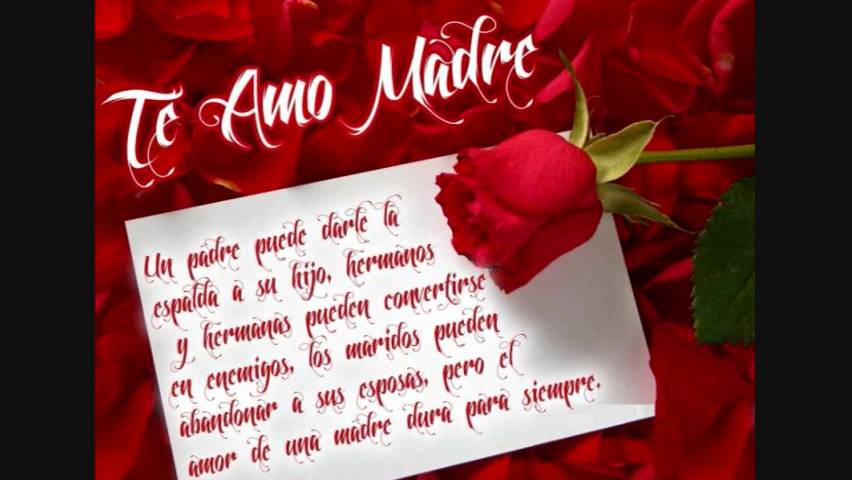 Te Amo Madre
Un padre puede darle la
espalda a su hijo, hermanos
y hermanas pueden convertirse
en enemigos, los maridos pueden
abandonar a sus esposas, pero el
amor de una madre dura para siempre.